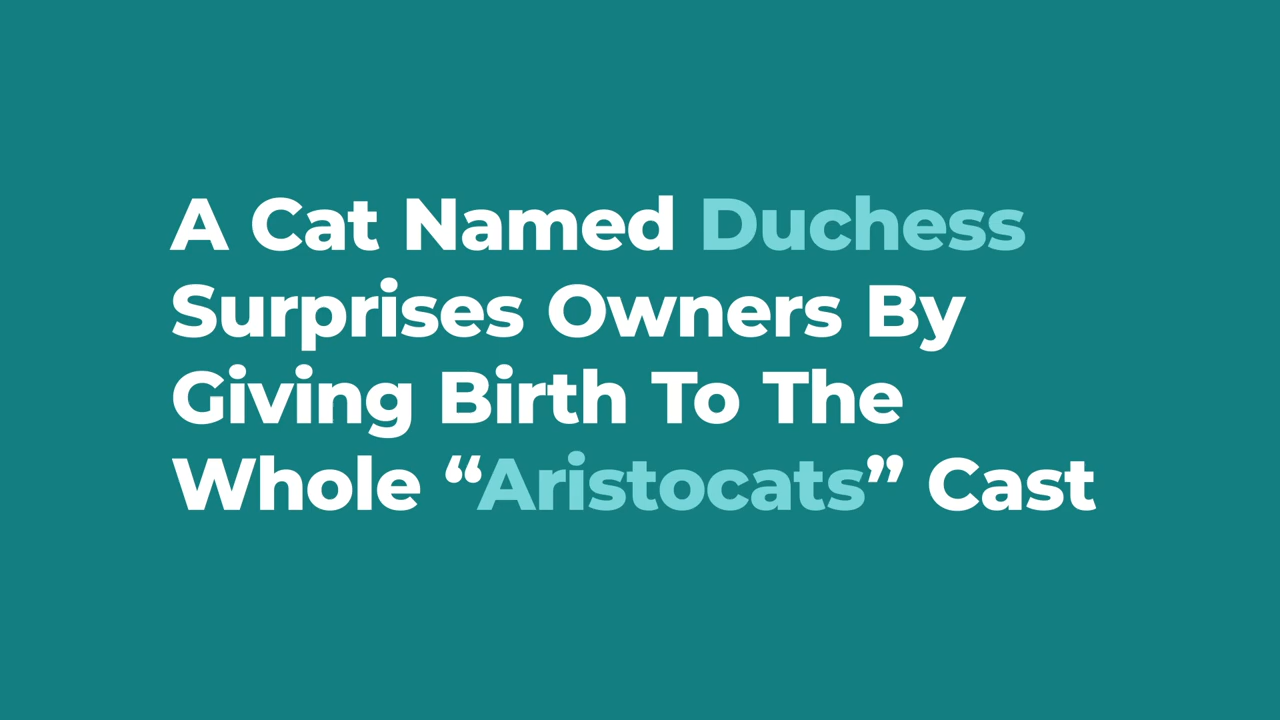 A Cat Named Duchess
Surprises Owners By
Giving Birth To The
Whole “Aristocats” Cast